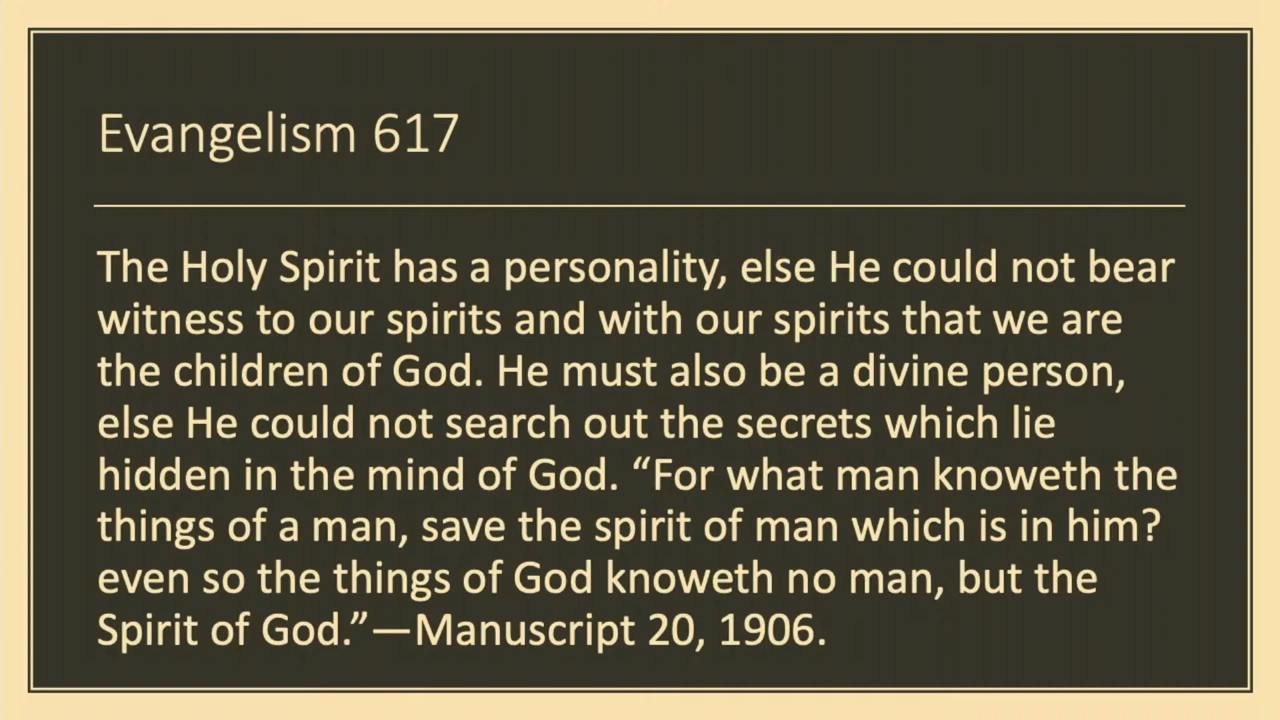 Evangelism 617
The Holy Spirit has a personality, else He could not bear
witness to our spirits and with our spirits that we are
the children of God. He must also be a divine person,
else He could not search out the secrets which lie
hidden in the mind of God. “For what man knoweth the
things of a man, save the spirit of man which is in him?
even so the things of God knoweth no man, but the
Spirit of God.”—Manuscript 20, 1906.